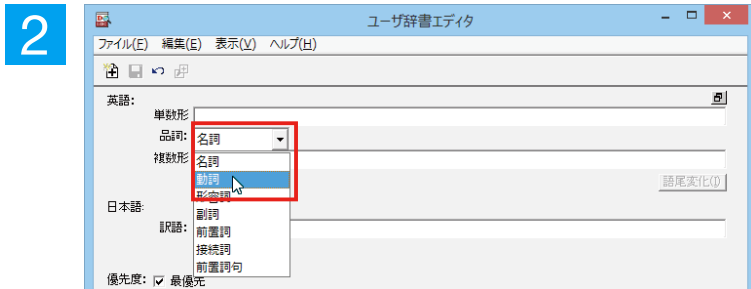 2
ユーザ辞書エディタ
ファイル(F) 編集(E) 表示(V) ヘルプ(H)
英語:
単数形
品詞: 名詞
複数形
名詞
動詞
形容詞
副詞
前置詞
接続詞
前置詞句
語尾変化(I)
日本語:
訳語:
優先度: 最優先